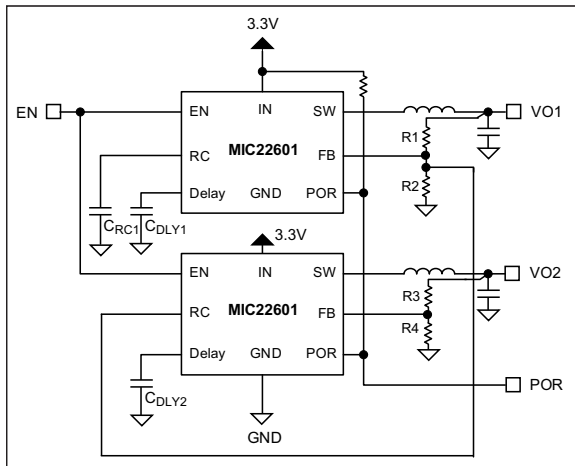 3.3V
EN
EN
IN
SW
VO1
RC
MIC22601
FB
R1
Delay
GND
POR
R2
CRC1
CDLY1
3.3V
EN
IN
SW
VO2
RC
MIC22601
FB
R3
R4
Delay
GND
POR
POR
CDLY2
GND